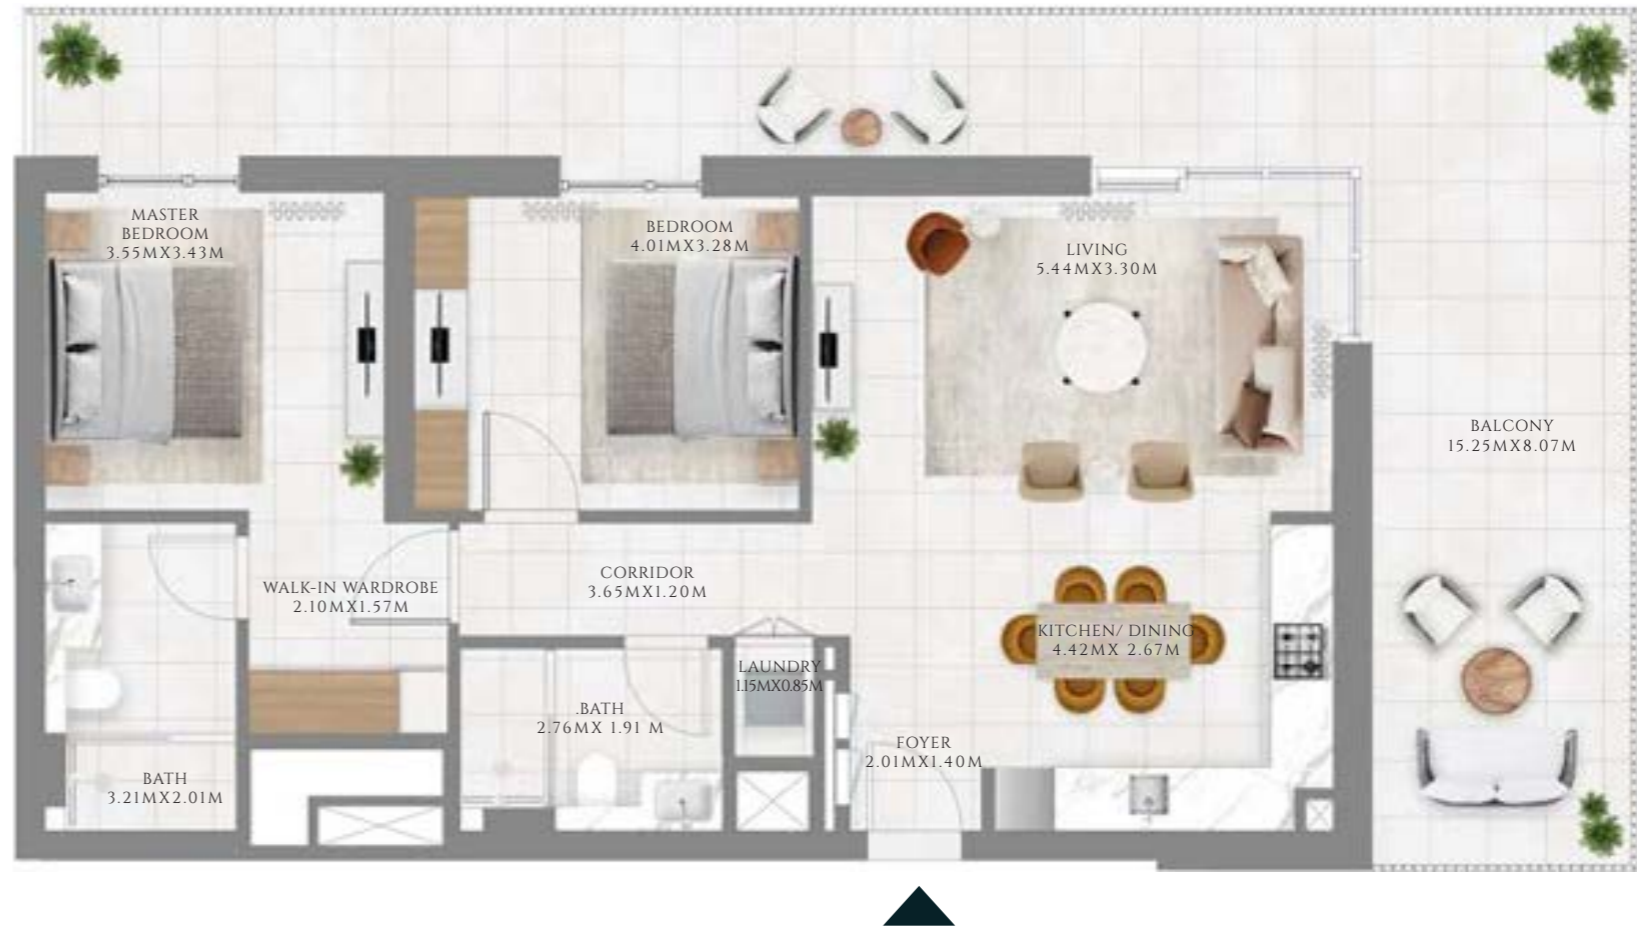 MASTER
BEDROOM
3.55MX3.43M
BEDROOM
4.01MX3.28M
LIVING
5.44MX3.30M
BALCONY
15.25MX8.07M
WALK-IN WARDROBE
2.10MX1.57M
CORRIDOR
3.65MX1.20M
KITCHEN/ DINING
4.42MX 2.67M
LAUNDRY
1.15MX0.85M
.BATH
2.76MX 1.91 M
FOYER
2.01MX1.40M
BATH
3.21MX2.01M